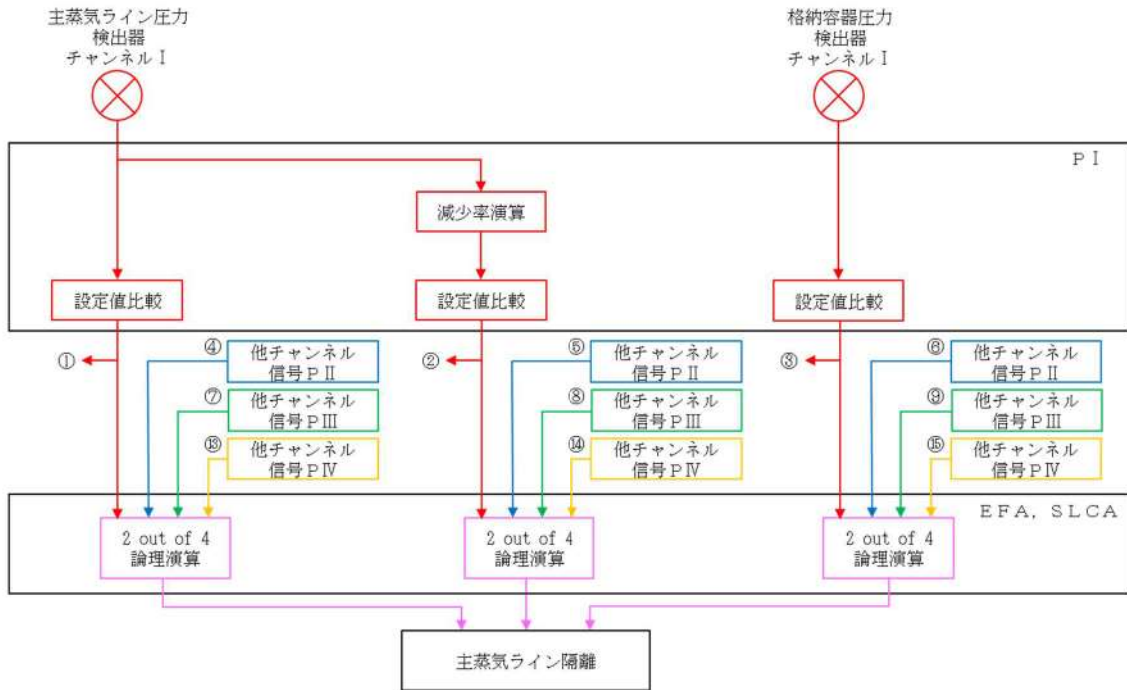 主蒸気ライン圧力
検出器
チャンネルⅠ
格納容器圧力
検出器
チャンネルⅠ
ＰⅠ
減少率演算
設定値比較
設定値比較
設定値比較
①
④
他チャンネル
信号ＰⅡ
②
⑤
他チャンネル
信号ＰⅡ
③
⑥
他チャンネル
信号ＰⅡ
⑦
他チャンネル
信号ＰⅢ
⑧
他チャンネル
信号ＰⅢ
⑨
他チャンネル
信号ＰⅢ
⑬
他チャンネル
信号ＰⅣ
⑭
他チャンネル
信号ＰⅣ
⑮
他チャンネル
信号ＰⅣ
ＥＦＡ，ＳＬＣＡ
2 out of 4
論理演算
2 out of 4
論理演算
2 out of 4
論理演算
主蒸気ライン隔離